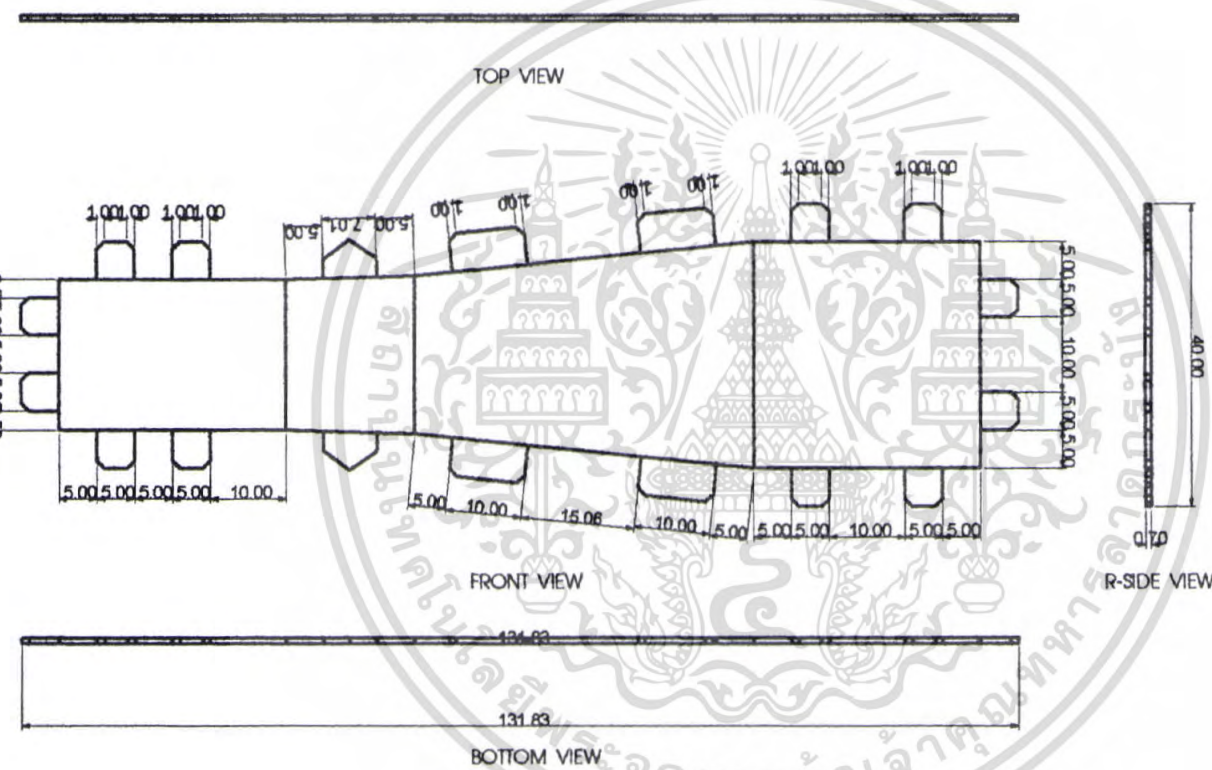 TOP VIEW
1.00 1.00 1.00 1.00
5.00 7.01 5.00
1.00 1.00
1.00 1.00
1.00 1.00 1.00 1.00
5.00 5.00 10.00 5.00 5.00
40.00
0.70
5.00 5.00 5.00 5.00 10.00
5.00 10.00 15.06 10.00 5.00
5.00 5.00 10.00 5.00 5.00
FRONT VIEW
R-SIDE VIEW
131.83
131.83
BOTTOM VIEW